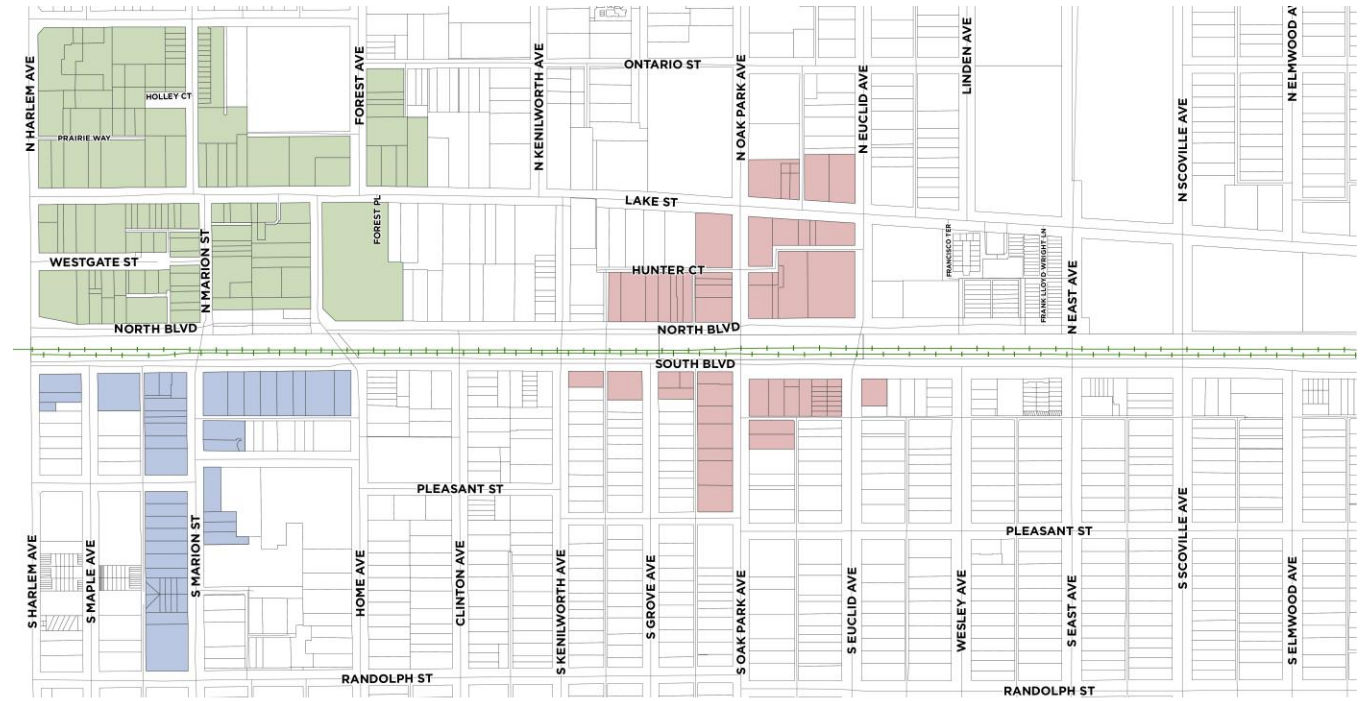 N HARLEM AVE
HOLLEY CT
PRAIRIE WAY
FOREST AVE
N KENILWORTH AVE
ONTARIO ST
N OAK PARK AVE
N EUCLID AVE
LINDEN AVE
N SCOVILLE AVE
N ELMWOOD AV
LAKE ST
FOREST PL
WESTGATE ST
N MARION ST
HUNTER CT
FRANCISCO TER
FRANK LLOYD WRIGHT LN
N EAST AVE
NORTH BLVD
NORTH BLVD
SOUTH BLVD
PLEASANT ST
PLEASANT ST
S HARLEM AVE
S MAPLE AVE
S MARION ST
HOME AVE
CLINTON AVE
S KENILWORTH AVE
S GROVE AVE
S OAK PARK AVE
S EUCLID AVE
WESLEY AVE
S EAST AVE
S SCOVILLE AVE
S ELMWOOD AVE
RANDOLPH ST
RANDOLPH ST